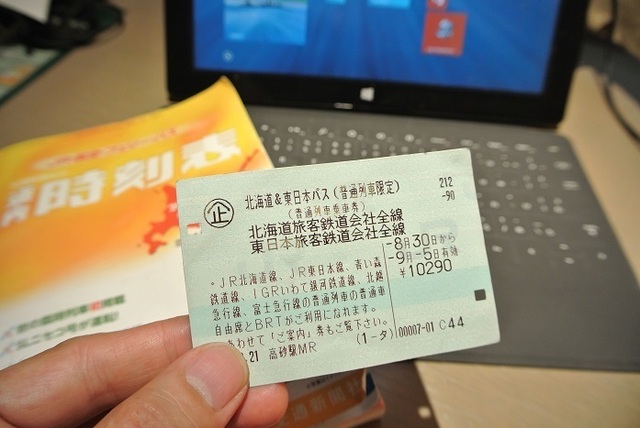 時刻表
北海道&東日本パス(普通列車限定)
(普通列車乗車券)
212
-90
企
北海道旅客鉄道会社全線
東日本旅客鉄道会社全線
-8月30日から
-9月-5日有効
¥10290
・JR北海道線、JR東日本線、青い森
鉄道線、IGRいわて銀河鉄道線、北越
急行線、富士急行線の普通列車の普通車
自由席とBRTがご利用になれます。
あわせて「ご案内」券もご覧下さい。
.21 高砂駅MR
(1-タ) 00007-01 C44